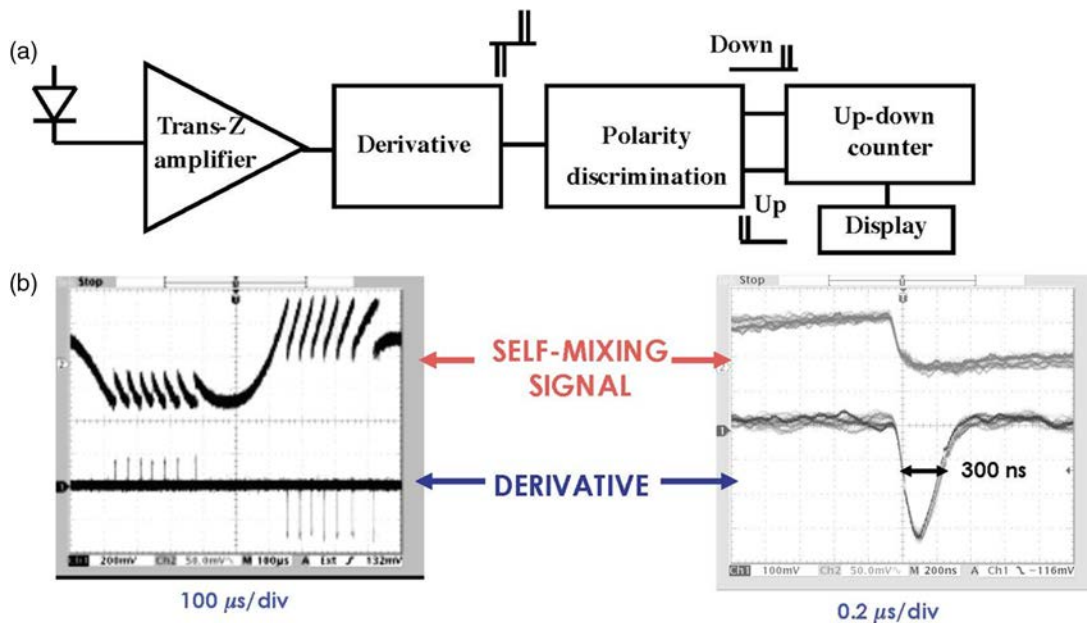 (a)
Trans-Z
amplifier
Derivative
Polarity
discrimination
Down
Up
Up-down
counter
Display
(b)
Stop
Ch1 200mV Ch2 50.0mV M 100µs A Ext 132mV
100 µs/div
SELF-MIXING
SIGNAL
DERIVATIVE
Stop
300 ns
Ch1 100mV Ch2 50.0mV M 200ns A Ch1 -116mV
0.2 µs/div